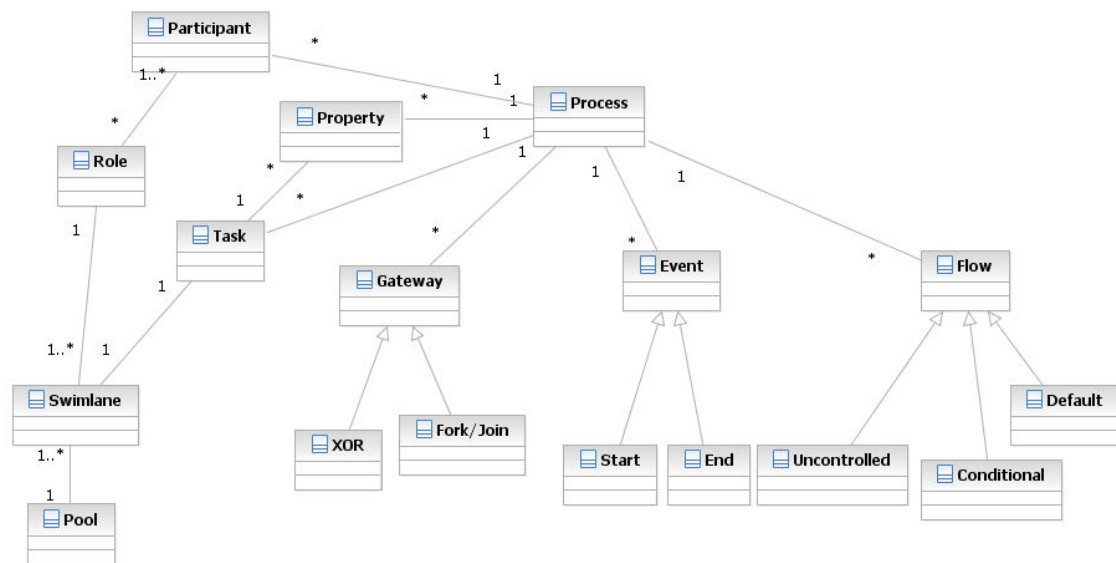 Participant
*
1..*
1
Process
1
Property
*
1
*
Role
*
1
1
1
*
1
1
*
Task
1
*
*
*
Event
Flow
Gateway
1..*
1
Swimlane
Default
XOR
Fork/Join
1..*
Start
End
Uncontrolled
Conditional
1
Pool